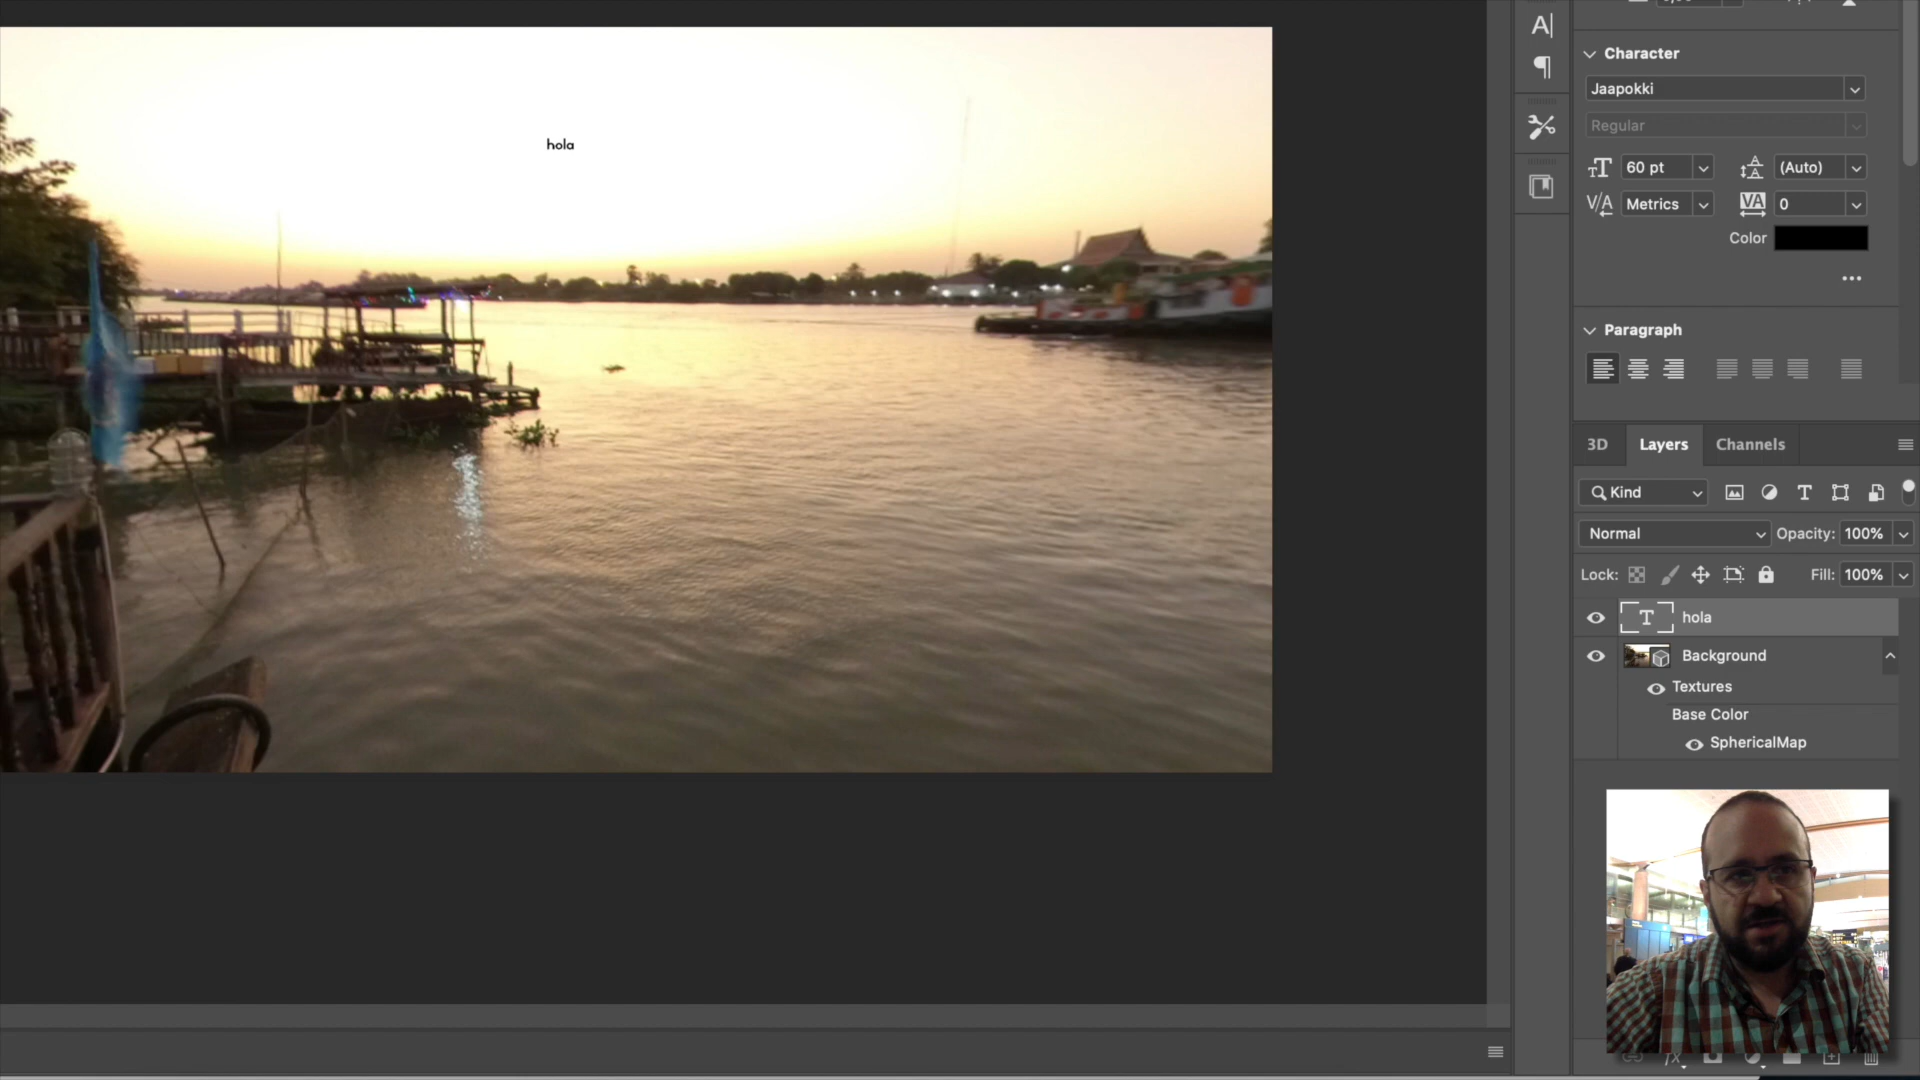 hola
Character
Jaapokki
Regular
60 pt
(Auto)
Metrics
0
Color
Paragraph
3D
Layers
Channels
Kind
Normal
Opacity: 100%
Lock:
Fill: 100%
hola
Background
Textures
Base Color
SphericalMap